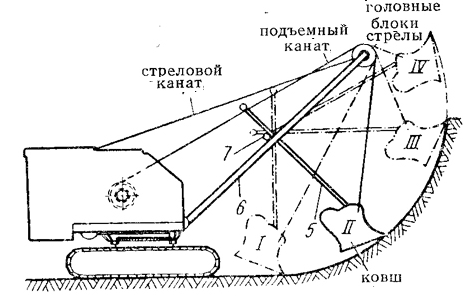 головные
блоки
стрелы
подъемный
канат
стреловой
канат
IV
III
7
6
5
I
II
ковш